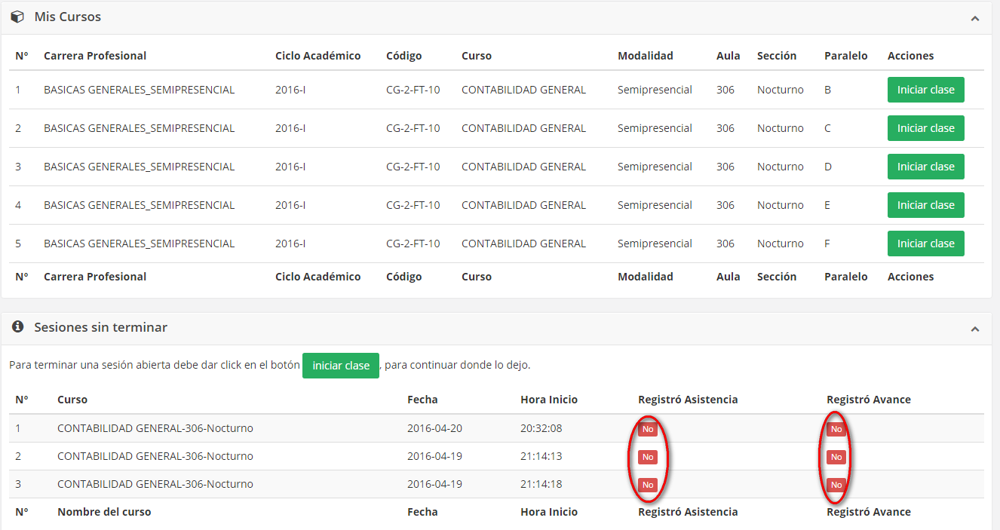 Mis Cursos
Nº Carrera Profesional Ciclo Académico Código Curso Modalidad Aula Sección Paralelo Acciones
1 BASICAS GENERALES_SEMIPRESENCIAL 2016-I CG-2-FT-10 CONTABILIDAD GENERAL Semipresencial 306 Nocturno B Iniciar clase
2 BASICAS GENERALES_SEMIPRESENCIAL 2016-I CG-2-FT-10 CONTABILIDAD GENERAL Semipresencial 306 Nocturno C Iniciar clase
3 BASICAS GENERALES_SEMIPRESENCIAL 2016-I CG-2-FT-10 CONTABILIDAD GENERAL Semipresencial 306 Nocturno D Iniciar clase
4 BASICAS GENERALES_SEMIPRESENCIAL 2016-I CG-2-FT-10 CONTABILIDAD GENERAL Semipresencial 306 Nocturno E Iniciar clase
5 BASICAS GENERALES_SEMIPRESENCIAL 2016-I CG-2-FT-10 CONTABILIDAD GENERAL Semipresencial 306 Nocturno F Iniciar clase
Nº Carrera Profesional Ciclo Académico Código Curso Modalidad Aula Sección Paralelo Acciones
Sesiones sin terminar
Para terminar una sesión abierta debe dar click en el botón iniciar clase , para continuar donde lo dejo.
Nº Curso Fecha Hora Inicio Registró Asistencia Registró Avance
1 CONTABILIDAD GENERAL-306-Nocturno 2016-04-20 20:32:08 No No
2 CONTABILIDAD GENERAL-306-Nocturno 2016-04-19 21:14:13 No No
3 CONTABILIDAD GENERAL-306-Nocturno 2016-04-19 21:14:18 No No
Nº Nombre del curso Fecha Hora Inicio Registró Asistencia Registró Avance